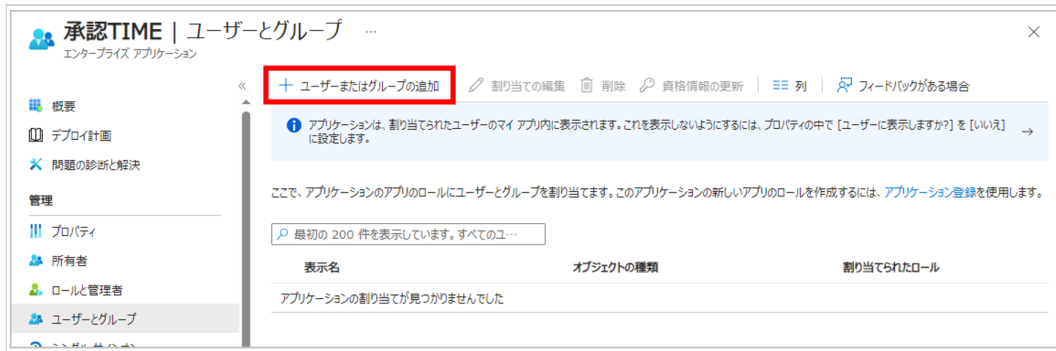 承認TIME | ユーザーとグループ …
エンタープライズ アプリケーション
«
概要
デプロイ計画
問題の診断と解決
管理
プロパティ
所有者
ロールと管理者
ユーザーとグループ
ユーザーまたはグループの追加
割り当ての編集
削除
資格情報の更新
列
フィードバックがある場合
アプリケーションは、割り当てられたユーザーのマイ アプリ内に表示されます。これを表示しないようにするには、プロパティの中で [ユーザーに表示しますか?] を [いいえ]
に設定します。
ここで、アプリケーションのアプリのロールにユーザーとグループを割り当てます。このアプリケーションの新しいアプリのロールを作成するには、アプリケーション登録を使用します。
最初の 200 件を表示しています。すべてのユ…
表示名 オブジェクトの種類 割り当てられたロール
アプリケーションの割り当てが見つかりませんでした